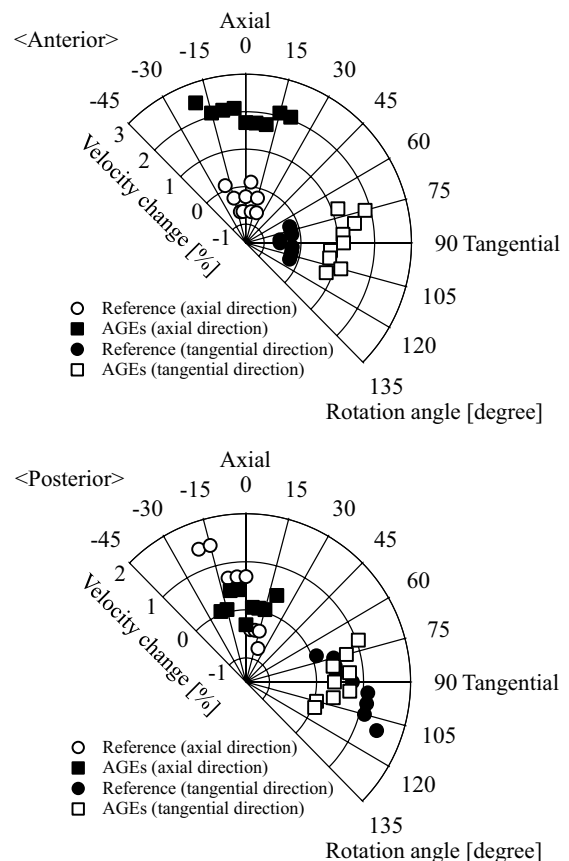 Axial
<Anterior>
-45 -30 -15 0 15 30 45 60 75 90 Tangential 105 120 135
3 2 1 0 -1
Velocity change [%]
Reference (axial direction)
AGEs (axial direction)
Reference (tangential direction)
AGEs (tangential direction)
Rotation angle [degree]
Axial
<Posterior>
-45 -30 -15 0 15 30 45 60 75 90 Tangential 105 120 135
2 1 0 -1
Velocity change [%]
Reference (axial direction)
AGEs (axial direction)
Reference (tangential direction)
AGEs (tangential direction)
Rotation angle [degree]